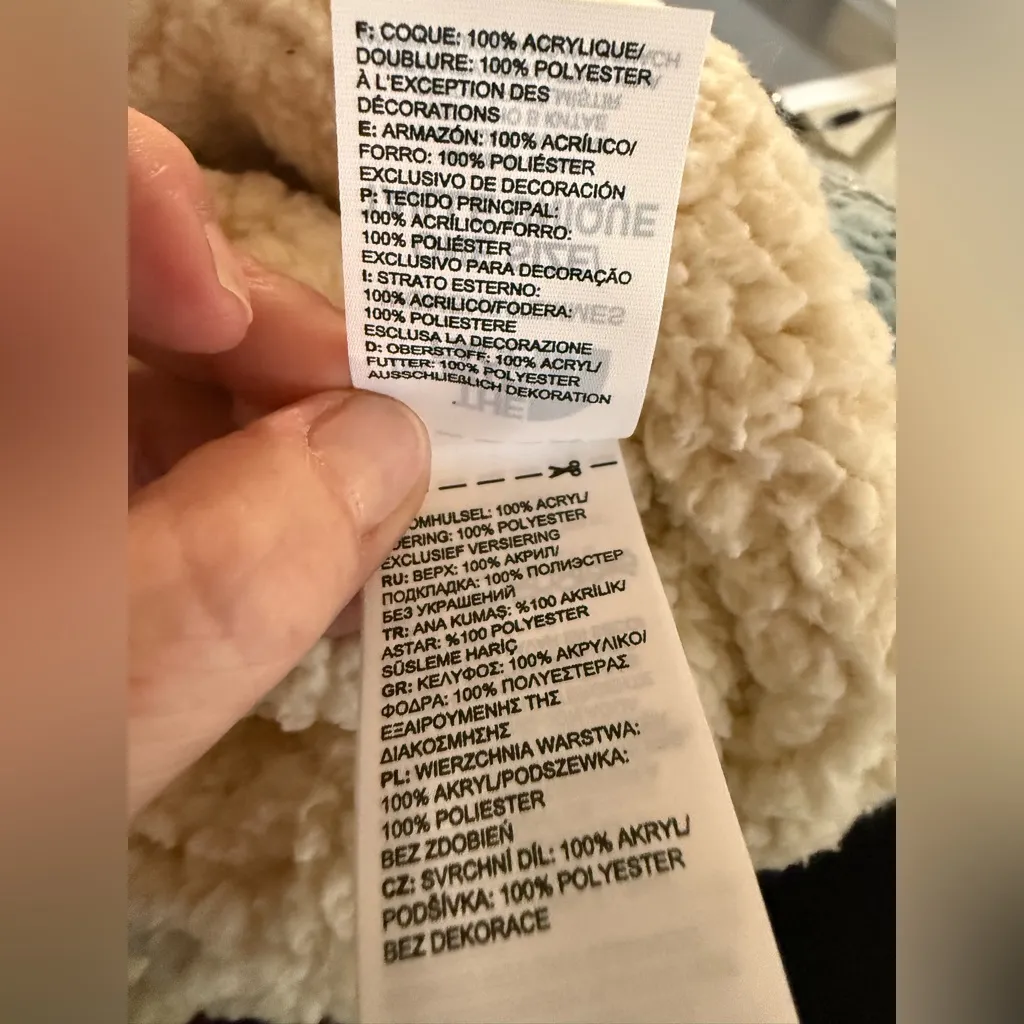 F: COQUE: 100% ACRYLIQUE/
DOUBLURE: 100% POLYESTER
À L'EXCEPTION DES
DÉCORATIONS
E: ARMAZÓN: 100% ACRÍLICO/
FORRO: 100% POLIÉSTER
EXCLUSIVO DE DECORACIÓN
P: TECIDO PRINCIPAL:
100% ACRÍLICO/FORRO:
100% POLIÉSTER
EXCLUSIVO PARA DECORAÇÃO
I: STRATO ESTERNO:
100% ACRILICO/FODERA:
100% POLIESTERE
ESCLUSA LA DECORAZIONE
D: OBERSTOFF: 100% ACRYL/
FUTTER: 100% POLYESTER
AUSSCHLIEßLICH DEKORATION
OMHULSEL: 100% ACRYL/
100% POLYESTER
EXCLUSIEF VERSIERING
RU: ВЕРХ: 100% АКРИЛ/
ПОДКЛАДКА: 100% ПОЛИЭСТЕР
БЕЗ УКРАШЕНИЙ
TR: ANA KUMAŞ: %100 AKRİLİK/
ASTAR: %100 POLYESTER
SÜSLEME HARİÇ
GR: ΚΕΛΥΦΟΣ: 100% ΑΚΡΥΛΙΚΟ/
ΦΟΔΡΑ: 100% ΠΟΛΥΕΣΤΕΡΑΣ
ΕΞΑΙΡΟΥΜΕΝΗΣ ΤΗΣ
ΔΙΑΚΟΣΜΗΣΗΣ
PL: WIERZCHNIA WARSTWA:
100% AKRYL/PODSZEWKA:
100% POLIESTER
BEZ ZDOBIEŃ
CZ: SVRCHNÍ DÍL: 100% AKRYL/
PODŠÍVKA: 100% POLYESTER
BEZ DEKORACE